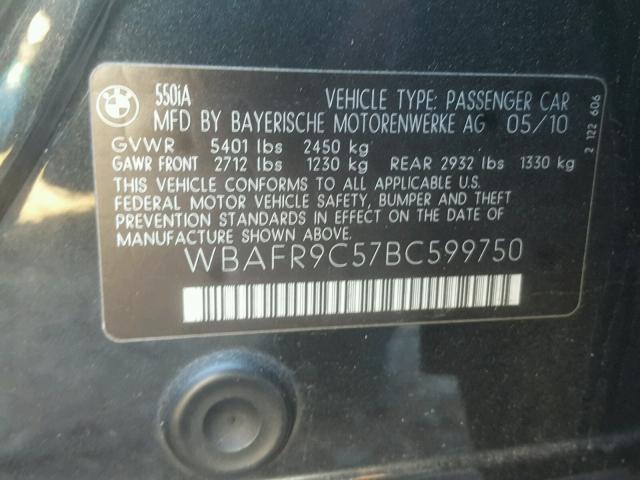 550iA VEHICLE TYPE: PASSENGER CAR
MFD BY BAYERISCHE MOTORENWERKE AG 05/10
GVWR 5401 lbs 2450 kg
GAWR FRONT 2712 lbs 1230 kg REAR 2932 lbs 1330 kg
THIS VEHICLE CONFORMS TO ALL APPLICABLE U.S.
FEDERAL MOTOR VEHICLE SAFETY, BUMPER AND THEFT
PREVENTION STANDARDS IN EFFECT ON THE DATE OF
MANUFACTURE SHOWN ABOVE.
WBAFR9C57BC599750
2 122 606